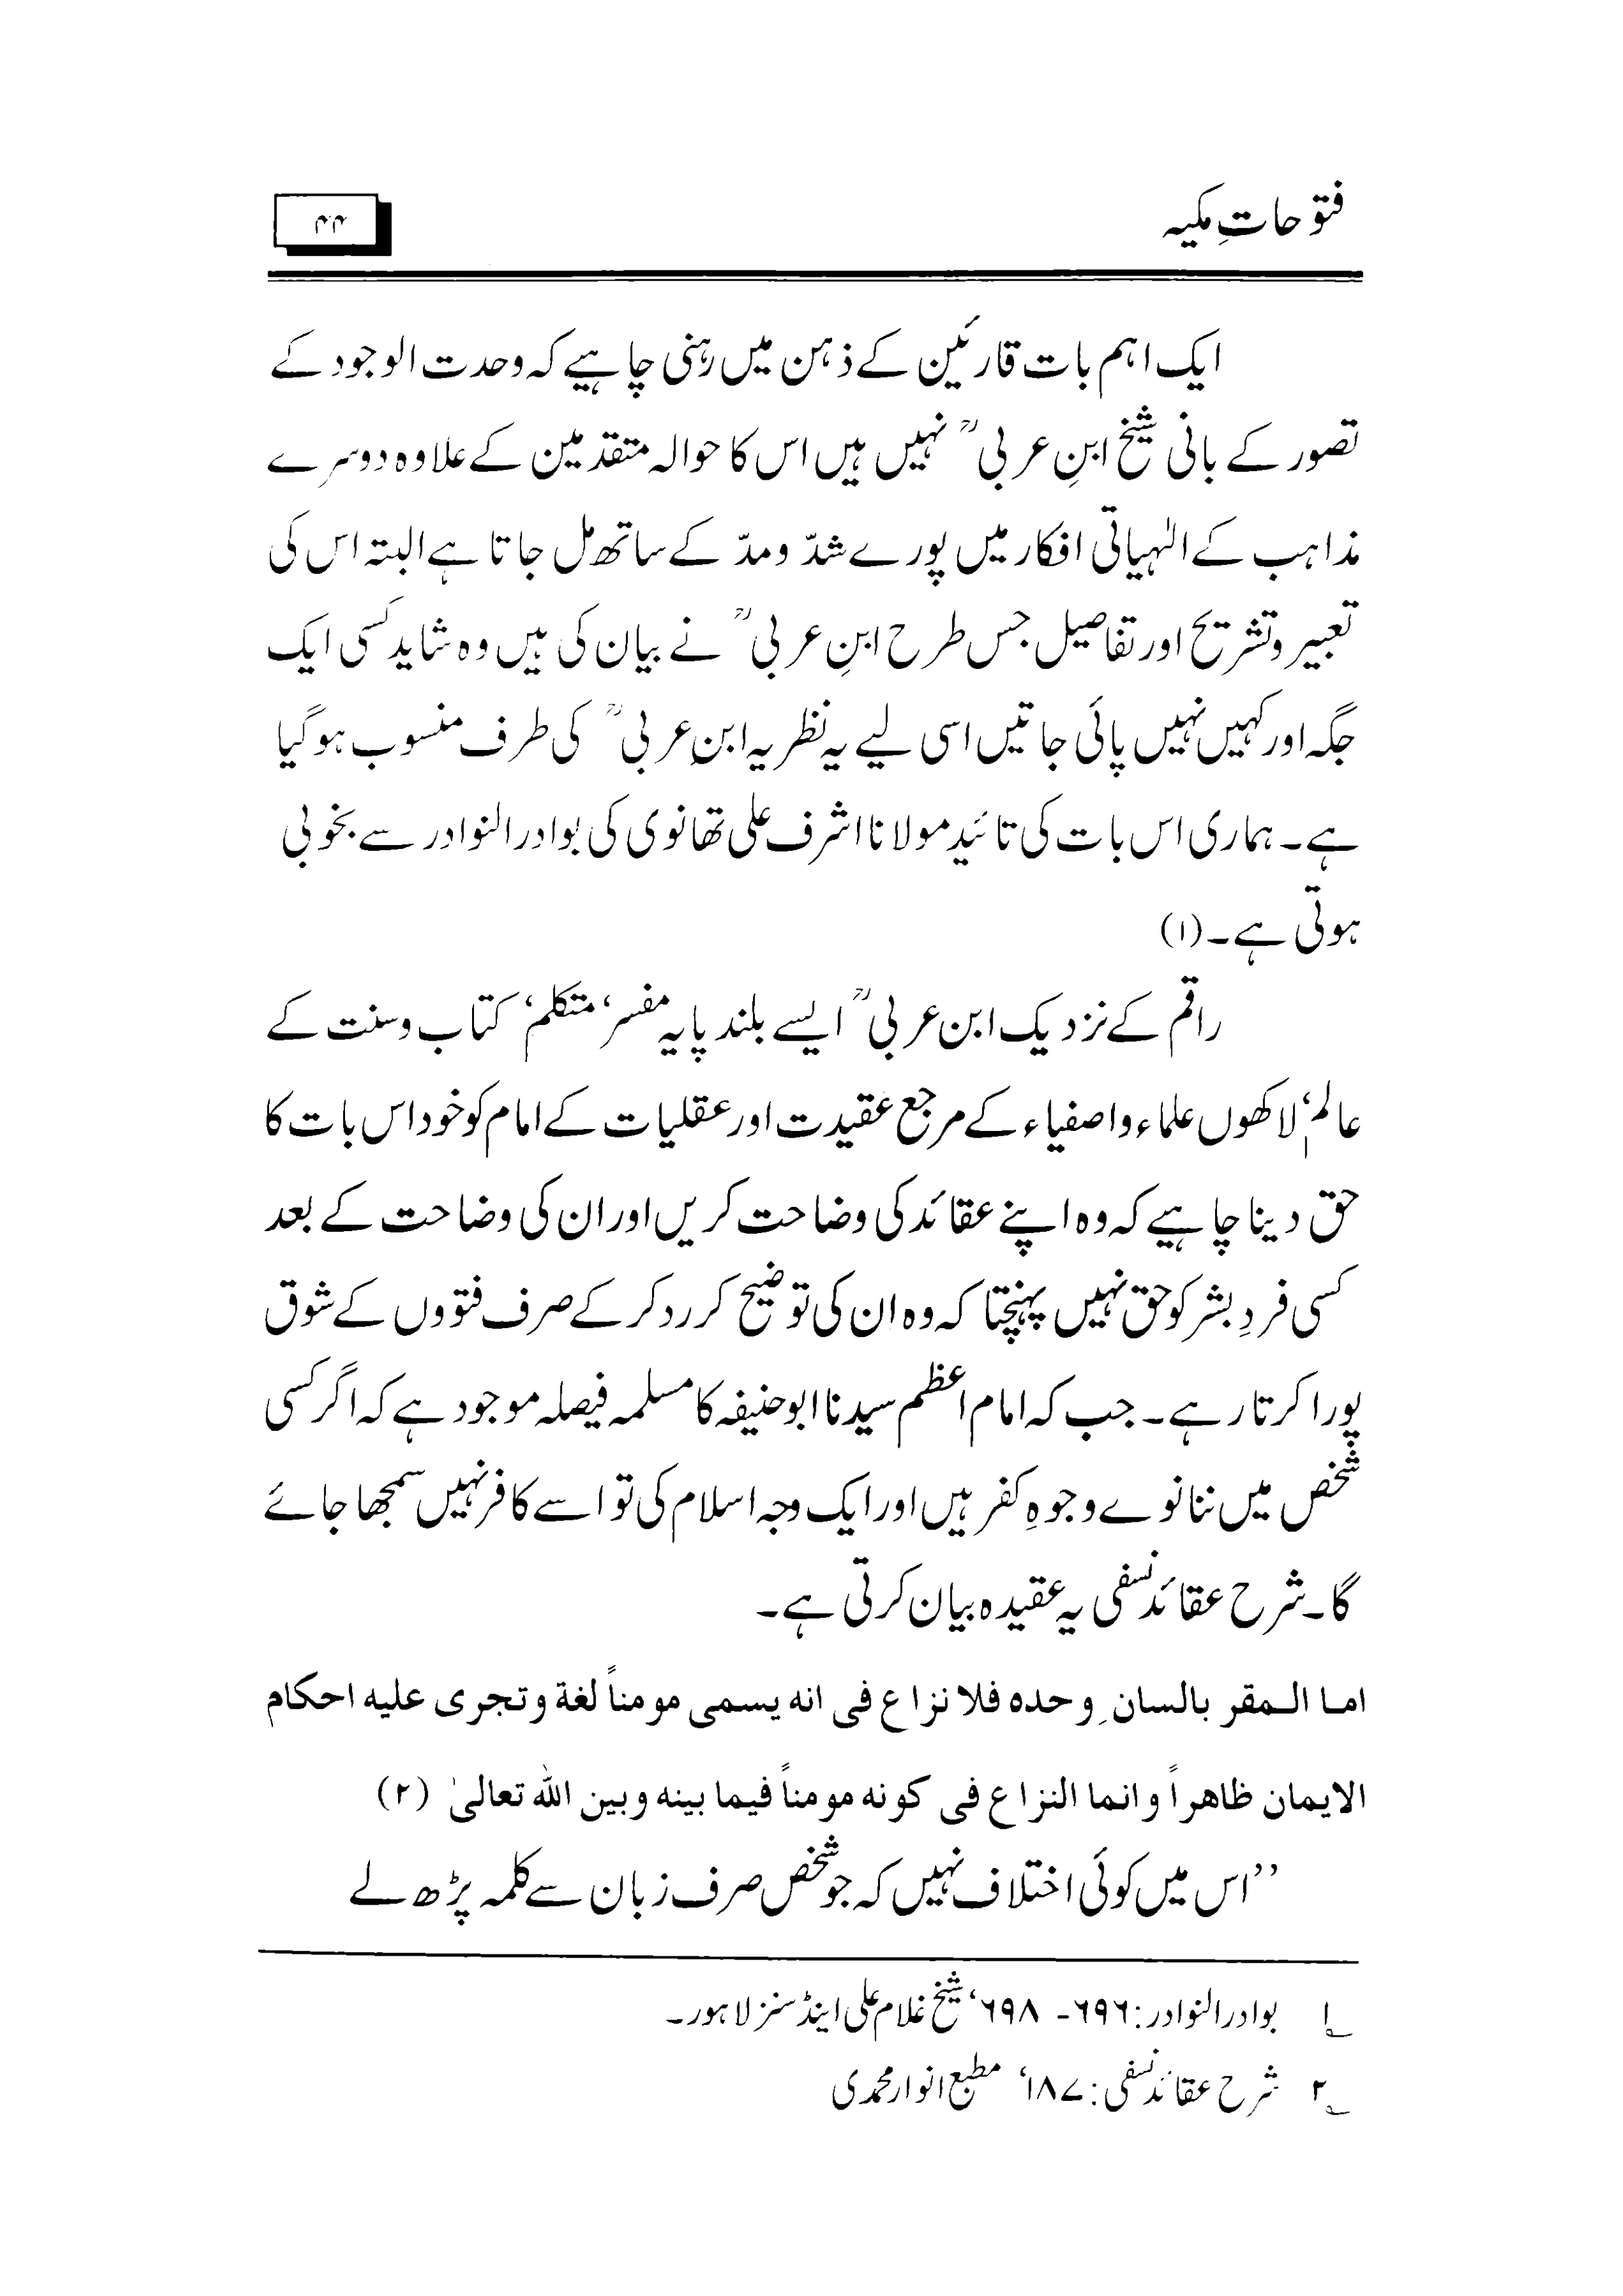 فتوحاتِ مکیہ
۴۴
ایک اہم بات قارئین کے ذہن میں رہنی چاہیے کہ وحدت الوجود کے
تصور کے بانی شیخ ابنِ عربیؒ نہیں ہیں اس کا حوالہ متقدمین کے علاوہ دوسرے
مذاہب کے الٰہیاتی افکار میں پورے شدّ و مدّ کے ساتھ مل جاتا ہے البتہ اس کی
تعبیر و تشریح اور تفاصیل جس طرح ابنِ عربیؒ نے بیان کی ہیں وہ شاید کسی ایک
جگہ اور کہیں نہیں پائی جاتیں اسی لیے یہ نظریہ ابنِ عربیؒ کی طرف منسوب ہو گیا
ہے۔ ہماری اس بات کی تائید مولانا اشرف علی تھانوی کی بوادر النوادر سے بخوبی
ہوتی ہے۔ (۱)
راقم کے نزدیک ابن عربیؒ ایسے بلند پایہ مفسر‘ متکلم‘ کتاب و سنت کے
عالم‘ لاکھوں علماء و اصفیاء کے مرجع عقیدت اور عقلیات کے امام کو خود اس بات کا
حق دینا چاہیے کہ وہ اپنے عقائد کی وضاحت کریں اور ان کی وضاحت کے بعد
کسی فردِ بشر کو حق نہیں پہنچتا کہ وہ ان کی توضیح کر رد کر کے صرف فتووں کے شوق
پورا کرتا رہے۔ جب کہ امام اعظم سیدنا ابو حنیفہ کا مسلمہ فیصلہ موجود ہے کہ اگر کسی
شخص میں ننانوے وجوہِ کفر ہیں اور ایک وجہ اسلام کی تو اسے کافر نہیں سمجھا جائے
گا۔ شرح عقائد نسفی یہ عقیدہ بیان کرتی ہے۔
اما المقر بالسان ِوحده فلا نزاع فی انه یسمی مومناً لغة وتجری علیه احکام
الایمان ظاهراً وانما النزاع فی کونه مومناً فیما بینه وبین الله تعالیٰ (۲)
’’اس میں کوئی اختلاف نہیں کہ جو شخص صرف زبان سے کلمہ پڑھ لے
۱؎ بوادر النوادر: ۶۹۶- ۶۹۸‘ شیخ غلام علی اینڈ سنز لاہور۔
۲؎ شرح عقائد نسفی: ۱۸۷‘ مطبع انوار محمدی